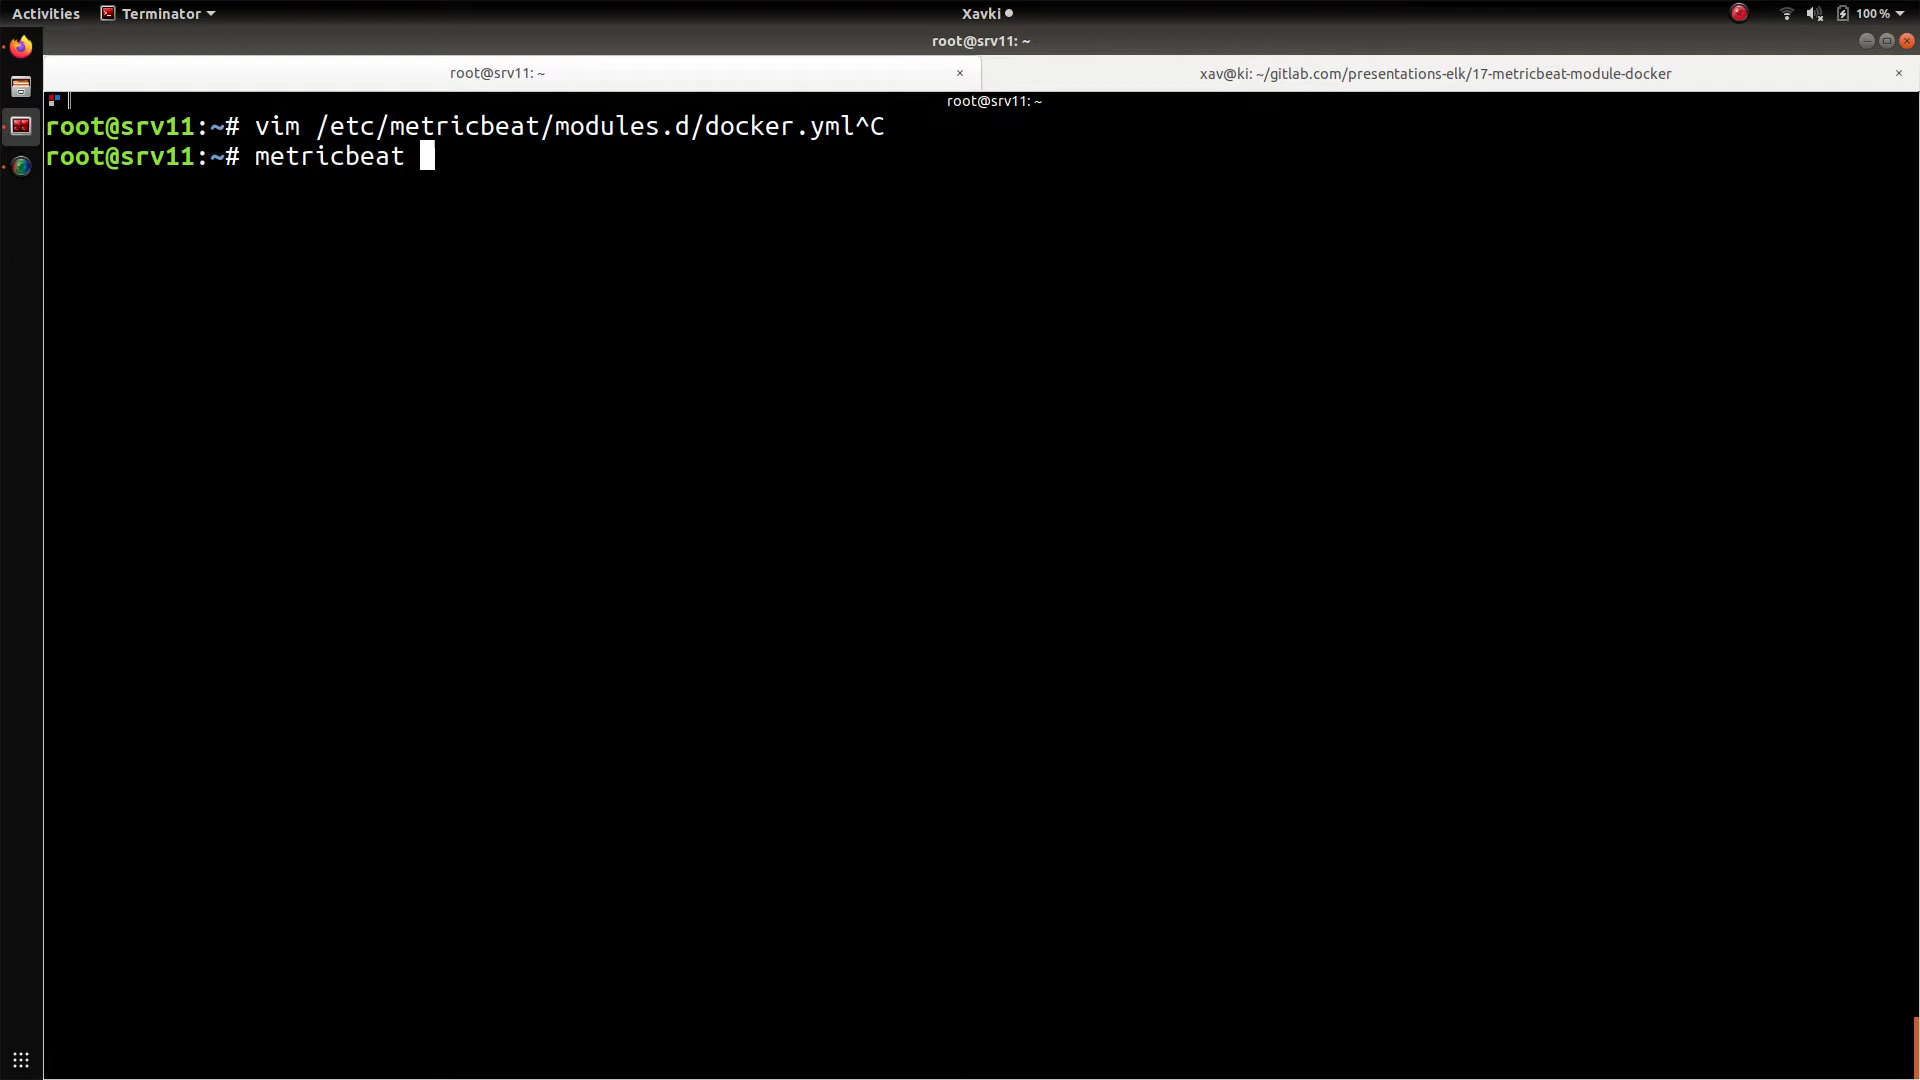 Activities
Terminator
Xavki
100 %
root@srv11: ~
root@srv11: ~ ×
xav@ki: ~/gitlab.com/presentations-elk/17-metricbeat-module-docker ×
root@srv11: ~
root@srv11:~# vim /etc/metricbeat/modules.d/docker.yml^C
root@srv11:~# metricbeat